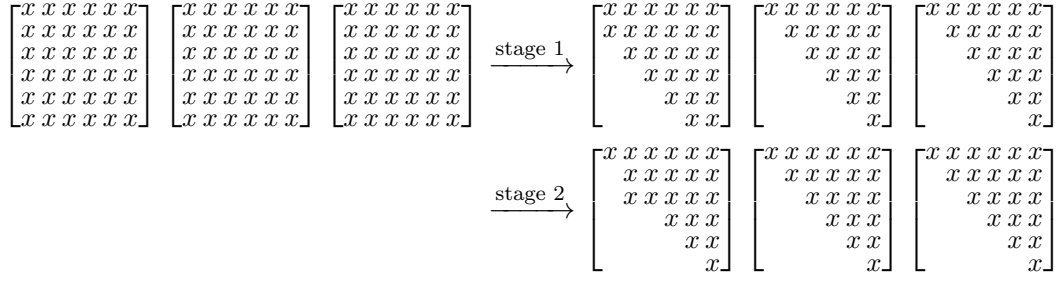 x x x x x x x x x x x x x x x x x x x x x x x x x x x x x x x x x x x x
x x x x x x x x x x x x x x x x x x x x x x x x x x x x x x x x x x
x x x x x x x x x x x x x x x x x x stage 1 x x x x x x x x x x x x x
x x x x x x x x x x x x x x x x x x x x x x x x x x x x
x x x x x x x x x x x x x x x x x x x x x x x x x
x x x x x x x x x x x x x x x x x x x x x x
x x x x x x x x x x x x x x x x x x
x x x x x x x x x x x x x x x
stage 2 x x x x x x x x x x x x x
x x x x x x x x x
x x x x x x
x x x